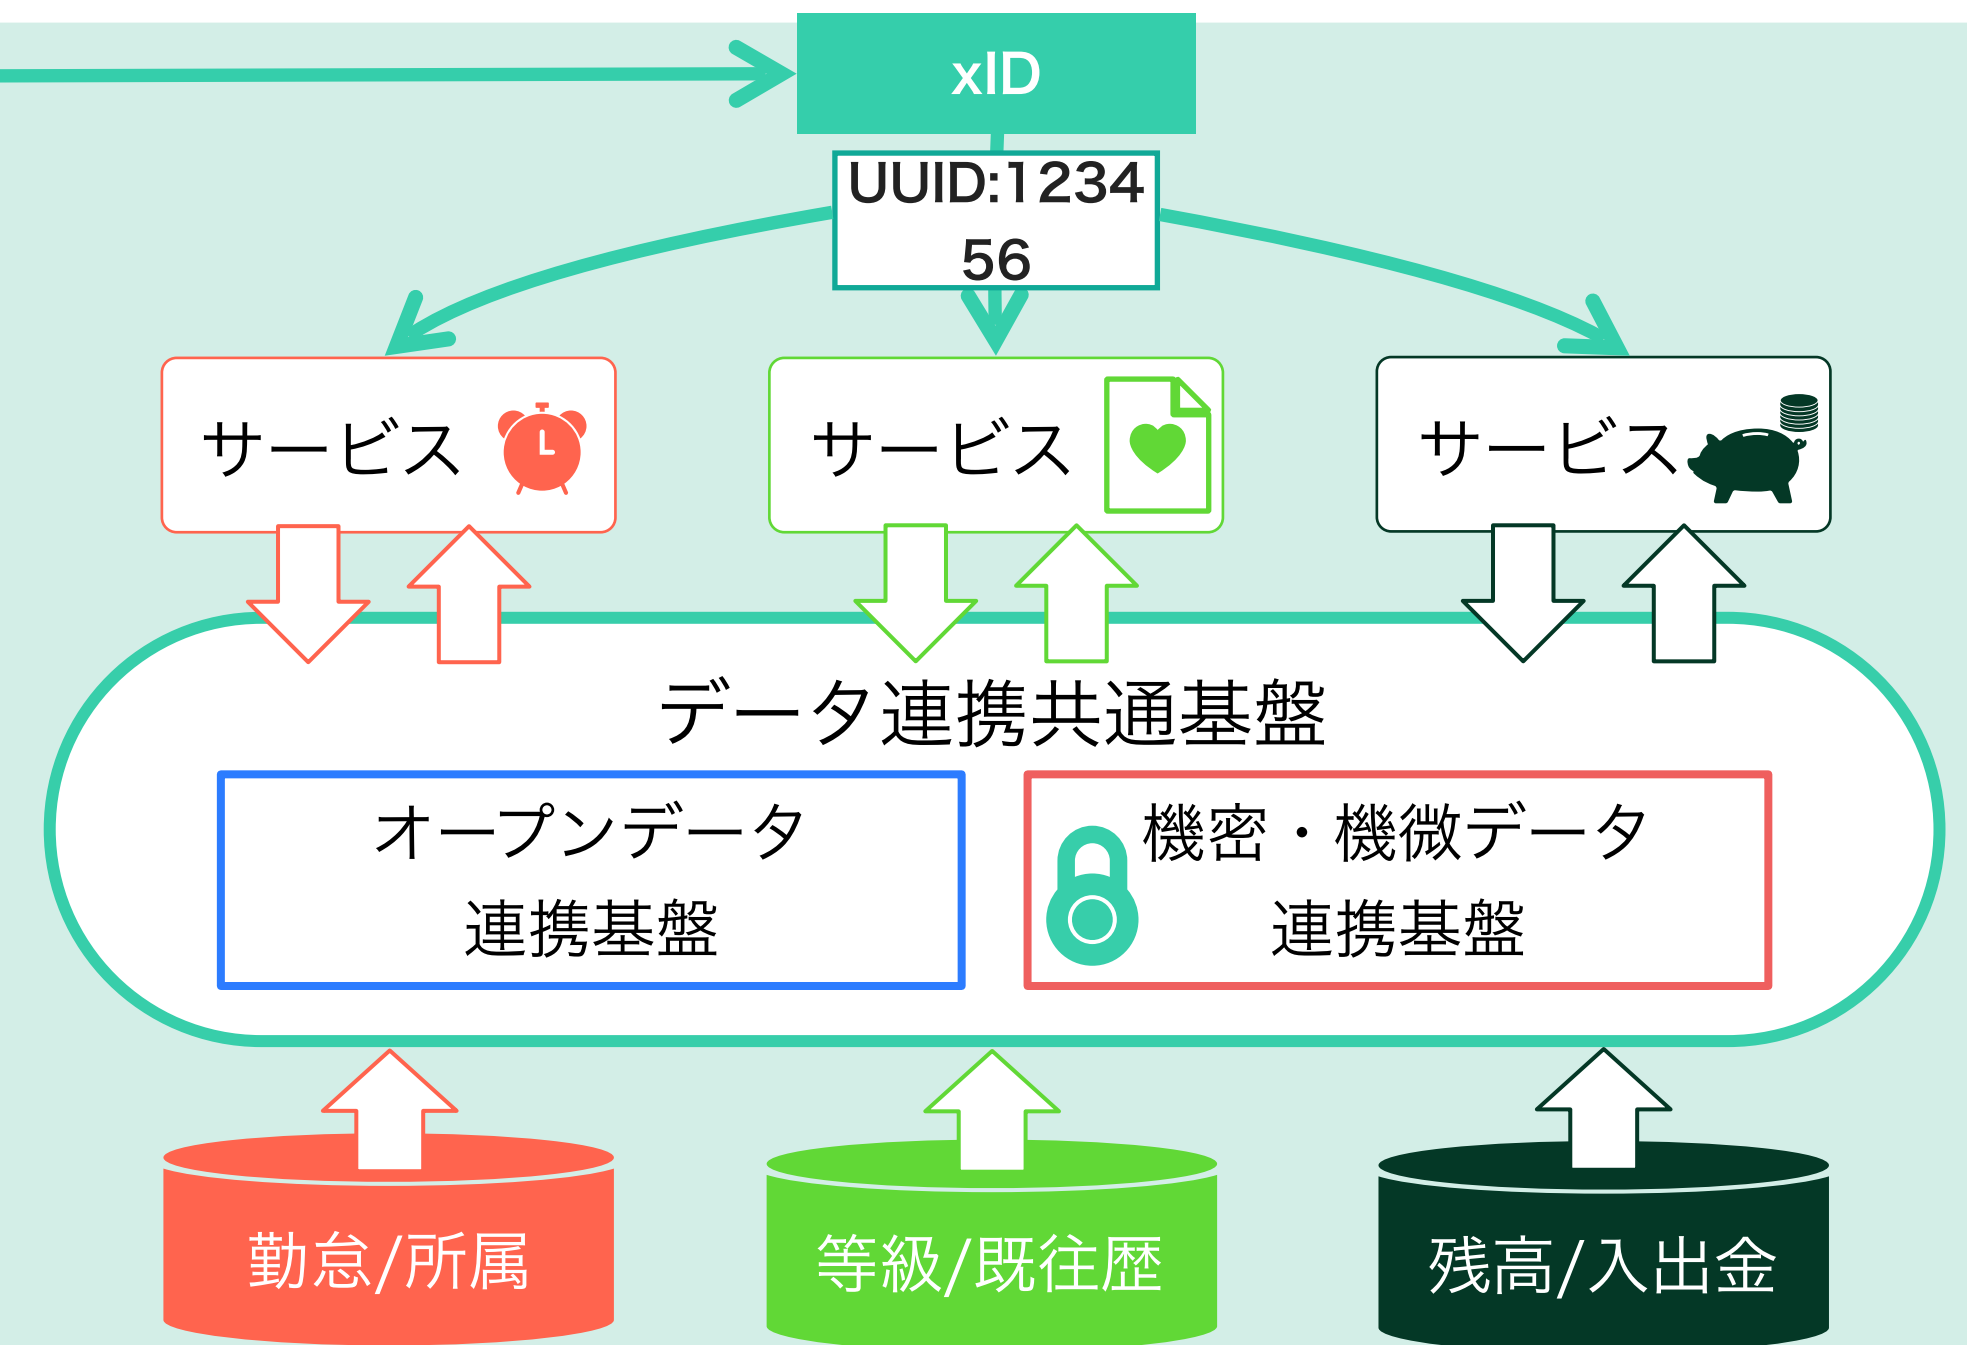 xID
UUID:1234
56
サービス
サービス
サービス
データ連携共通基盤
オープンデータ
連携基盤
機密・機微データ
連携基盤
勤怠/所属
等級/既往歴
残高/入出金